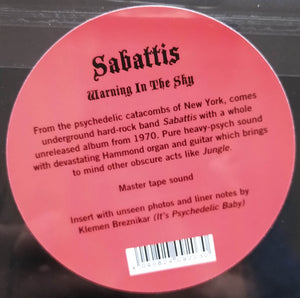 Sabattis
Warning In The Sky
From the psychedelic catacombs of New York, comes
underground hard-rock band Sabattis with a whole
unreleased album from 1970. Pure heavy-psych sound
with devastating Hammond organ and guitar which brings
to mind other obscure acts like Jungle.
Master tape sound
Insert with unseen photos and liner notes by
Klemen Breznikar (It's Psychedelic Baby)